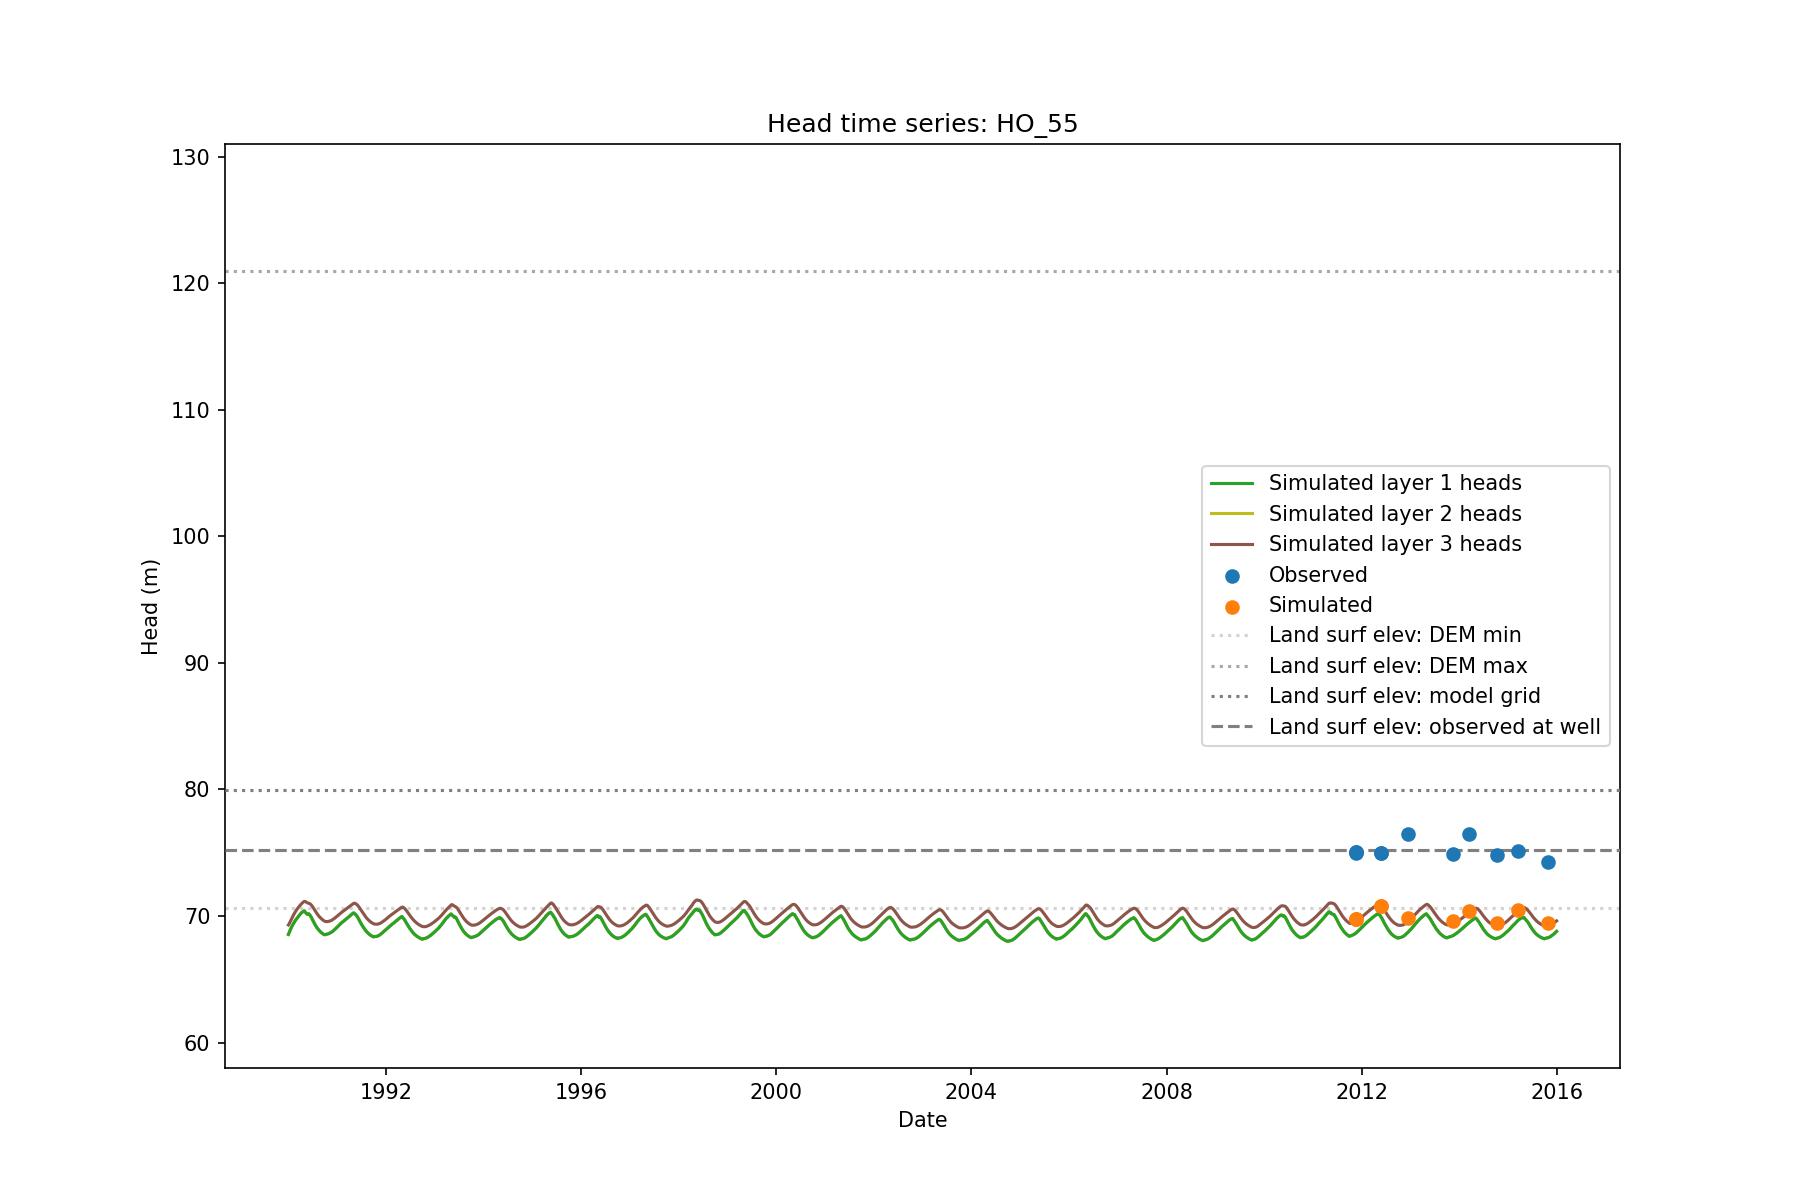 Head time series: HO_55
130
120
110
100
90
80
70
60
Head (m)
Simulated layer 1 heads
Simulated layer 2 heads
Simulated layer 3 heads
Observed
Simulated
Land surf elev: DEM min
Land surf elev: DEM max
Land surf elev: model grid
Land surf elev: observed at well
1992 1996 2000 2004 2008 2012 2016
Date